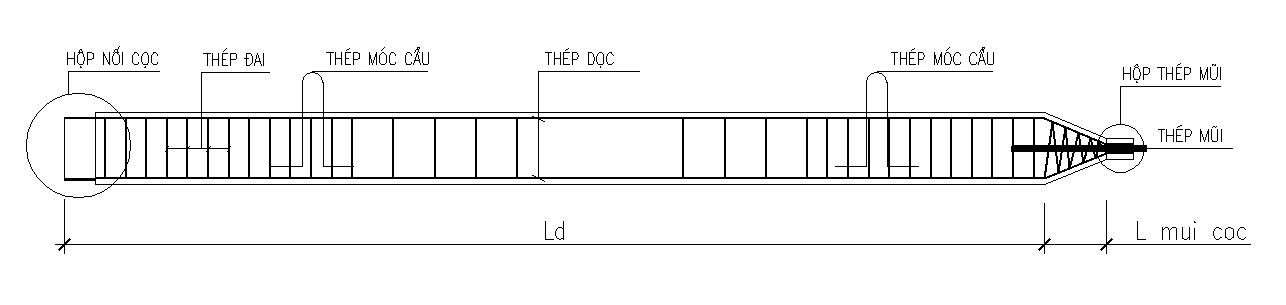 HỘP NỐI CỌC
THÉP ĐAI
THÉP MÓC CẨU
THÉP DỌC
THÉP MÓC CẨU
HỘP THÉP MŨI
THÉP MŨI
Ld
L mui coc